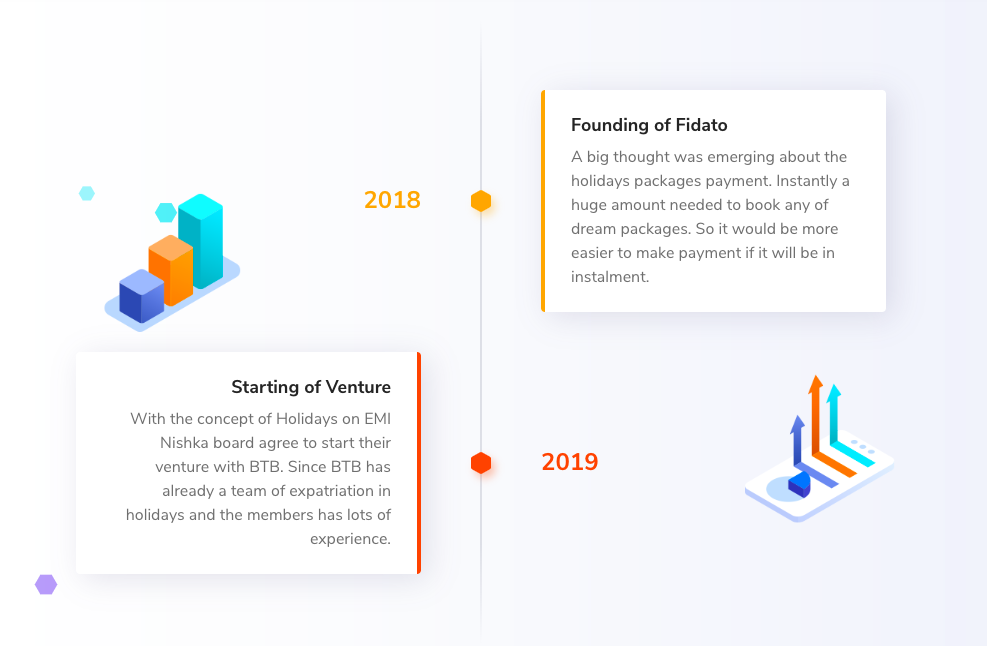 2018
Founding of Fidato
A big thought was emerging about the
holidays packages payment. Instantly a
huge amount needed to book any of
dream packages. So it would be more
easier to make payment if it will be in
instalment.
Starting of Venture
With the concept of Holidays on EMI
Nishka board agree to start their
venture with BTB. Since BTB has
already a team of expatriation in
holidays and the members has lots of
experience.
2019